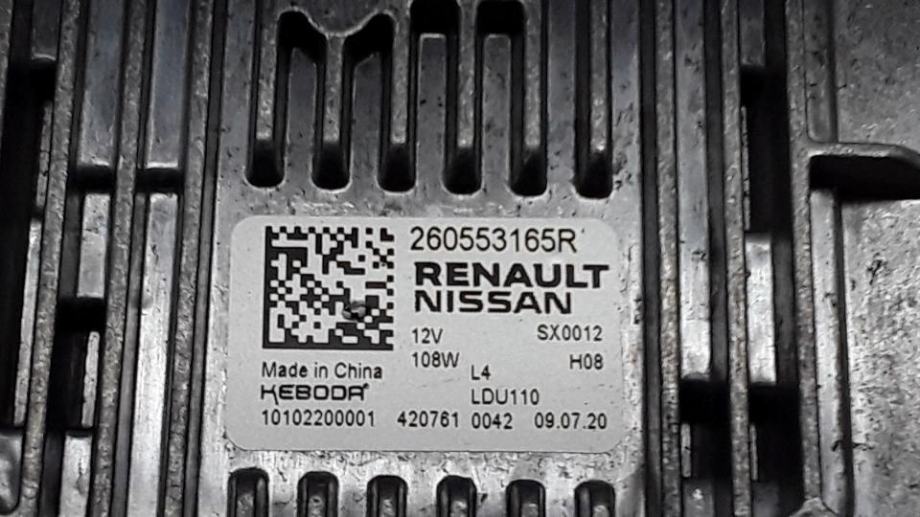 260553165R
RENAULT
NISSAN
12V SX0012
108W H08
Made in China L4
KEBODA LDU110
10102200001 420761 0042 09.07.20